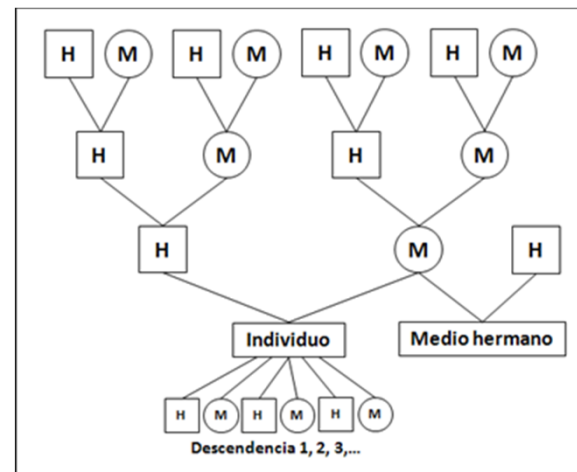 H M H M H M H M
H M H M
H M H
Individuo Medio hermano
H M H M H M
Descendencia 1, 2, 3,...